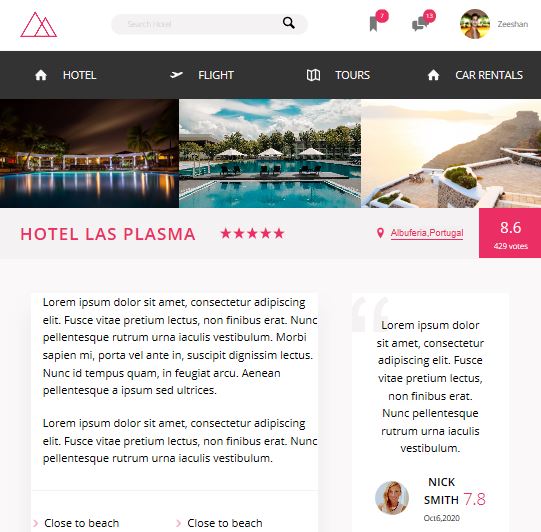 Search Hotel
7
13
Zeeshan
HOTEL
FLIGHT
TOURS
CAR RENTALS
HOTEL LAS PLASMA
Albuferia,Portugal
8.6
429 votes
Lorem ipsum dolor sit amet, consectetur adipiscing
elit. Fusce vitae pretium lectus, non finibus erat. Nunc
pellentesque rutrum urna iaculis vestibulum. Morbi
sapien mi, porta vel ante in, suscipit dignissim lectus.
Nunc id tempus quam, in feugiat arcu. Aenean
pellentesque a ipsum sed ultrices.
Lorem ipsum dolor sit amet, consectetur adipiscing
elit. Fusce vitae pretium lectus, non finibus erat. Nunc
pellentesque rutrum urna iaculis vestibulum.
Close to beach
Close to beach
Lorem ipsum dolor
sit amet, consectetur
adipiscing elit. Fusce
vitae pretium lectus,
non finibus erat.
Nunc pellentesque
rutrum urna iaculis
vestibulum.
NICK
SMITH 7.8
Oct6,2020